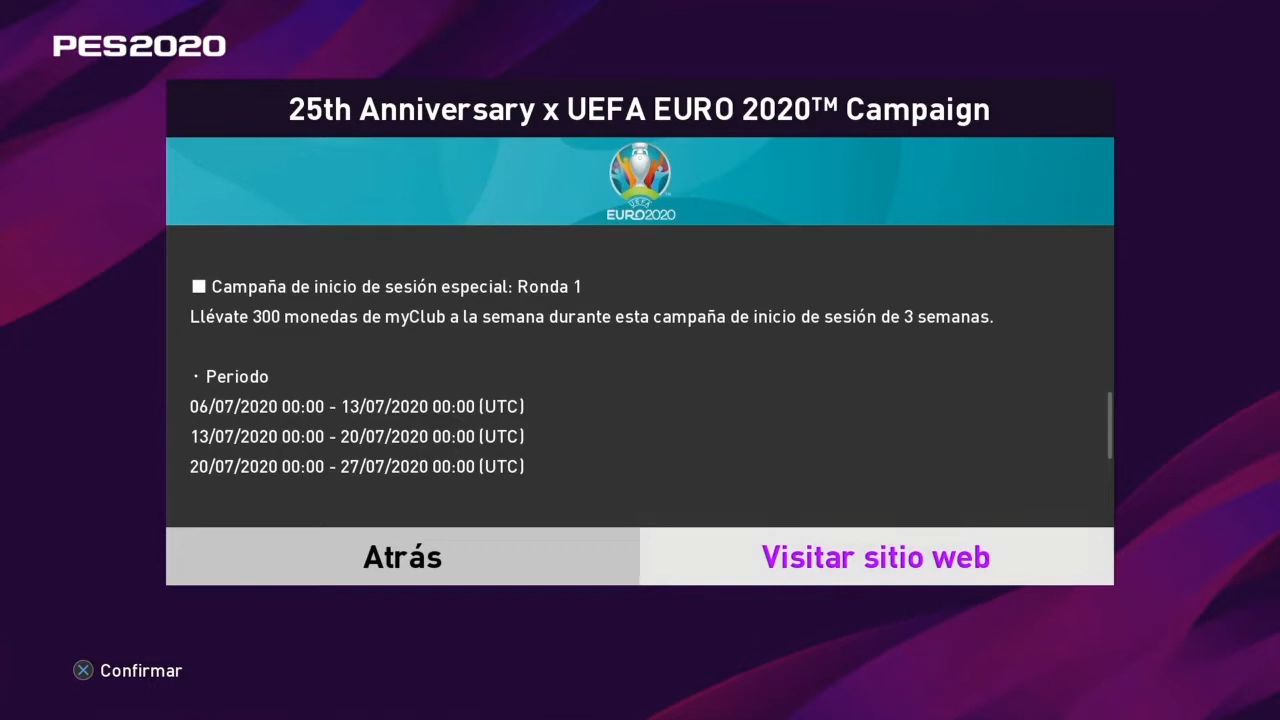 PES2020
25th Anniversary x UEFA EURO 2020™ Campaign
UEFA
EURO2020
■ Campaña de inicio de sesión especial: Ronda 1
Llévate 300 monedas de myClub a la semana durante esta campaña de inicio de sesión de 3 semanas.
・Periodo
06/07/2020 00:00 - 13/07/2020 00:00 (UTC)
13/07/2020 00:00 - 20/07/2020 00:00 (UTC)
20/07/2020 00:00 - 27/07/2020 00:00 (UTC)
Atrás
Visitar sitio web
Confirmar